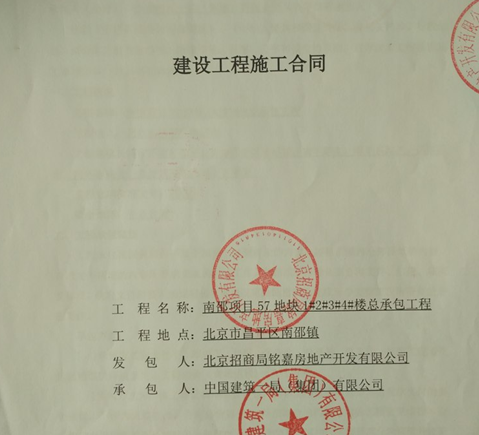 建设工程施工合同
工程名称：南邵项目 57 地块 1#2#3#4#楼总承包工程
工程地点：北京市昌平区南邵镇
发包人：北京招商局铭嘉房地产开发有限公司
承包人：中国建筑一局（集团）有限公司